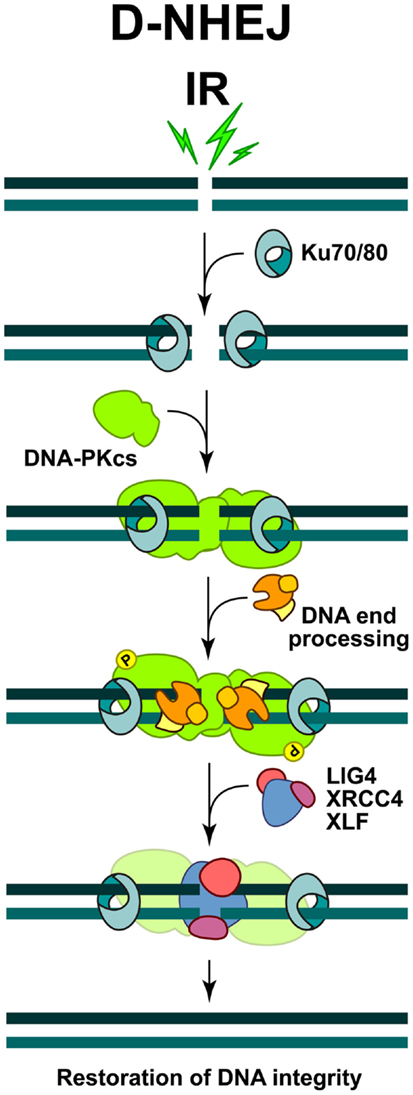 D-NHEJ
IR
Ku70/80
DNA-PKcs
DNA end
processing
P
P
LIG4
XRCC4
XLF
Restoration of DNA integrity